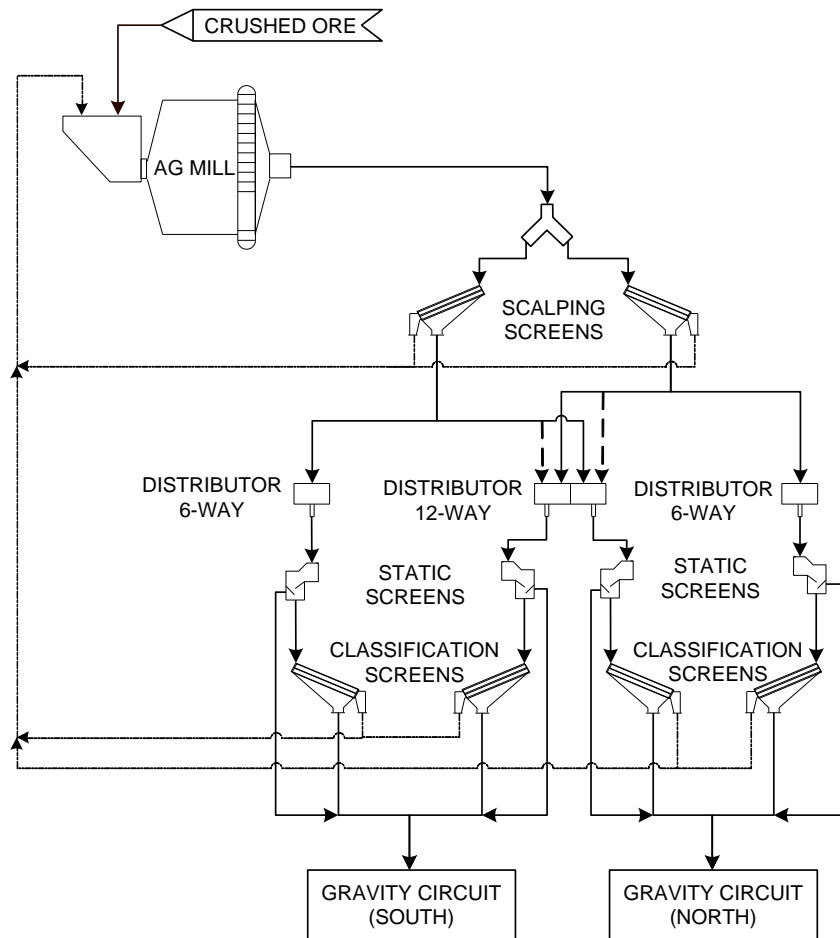 CRUSHED ORE
AG MILL
SCALPING
SCREENS
DISTRIBUTOR
6-WAY
DISTRIBUTOR
12-WAY
DISTRIBUTOR
6-WAY
STATIC
SCREENS
STATIC
SCREENS
CLASSIFICATION
SCREENS
CLASSIFICATION
SCREENS
GRAVITY CIRCUIT
(SOUTH)
GRAVITY CIRCUIT
(NORTH)